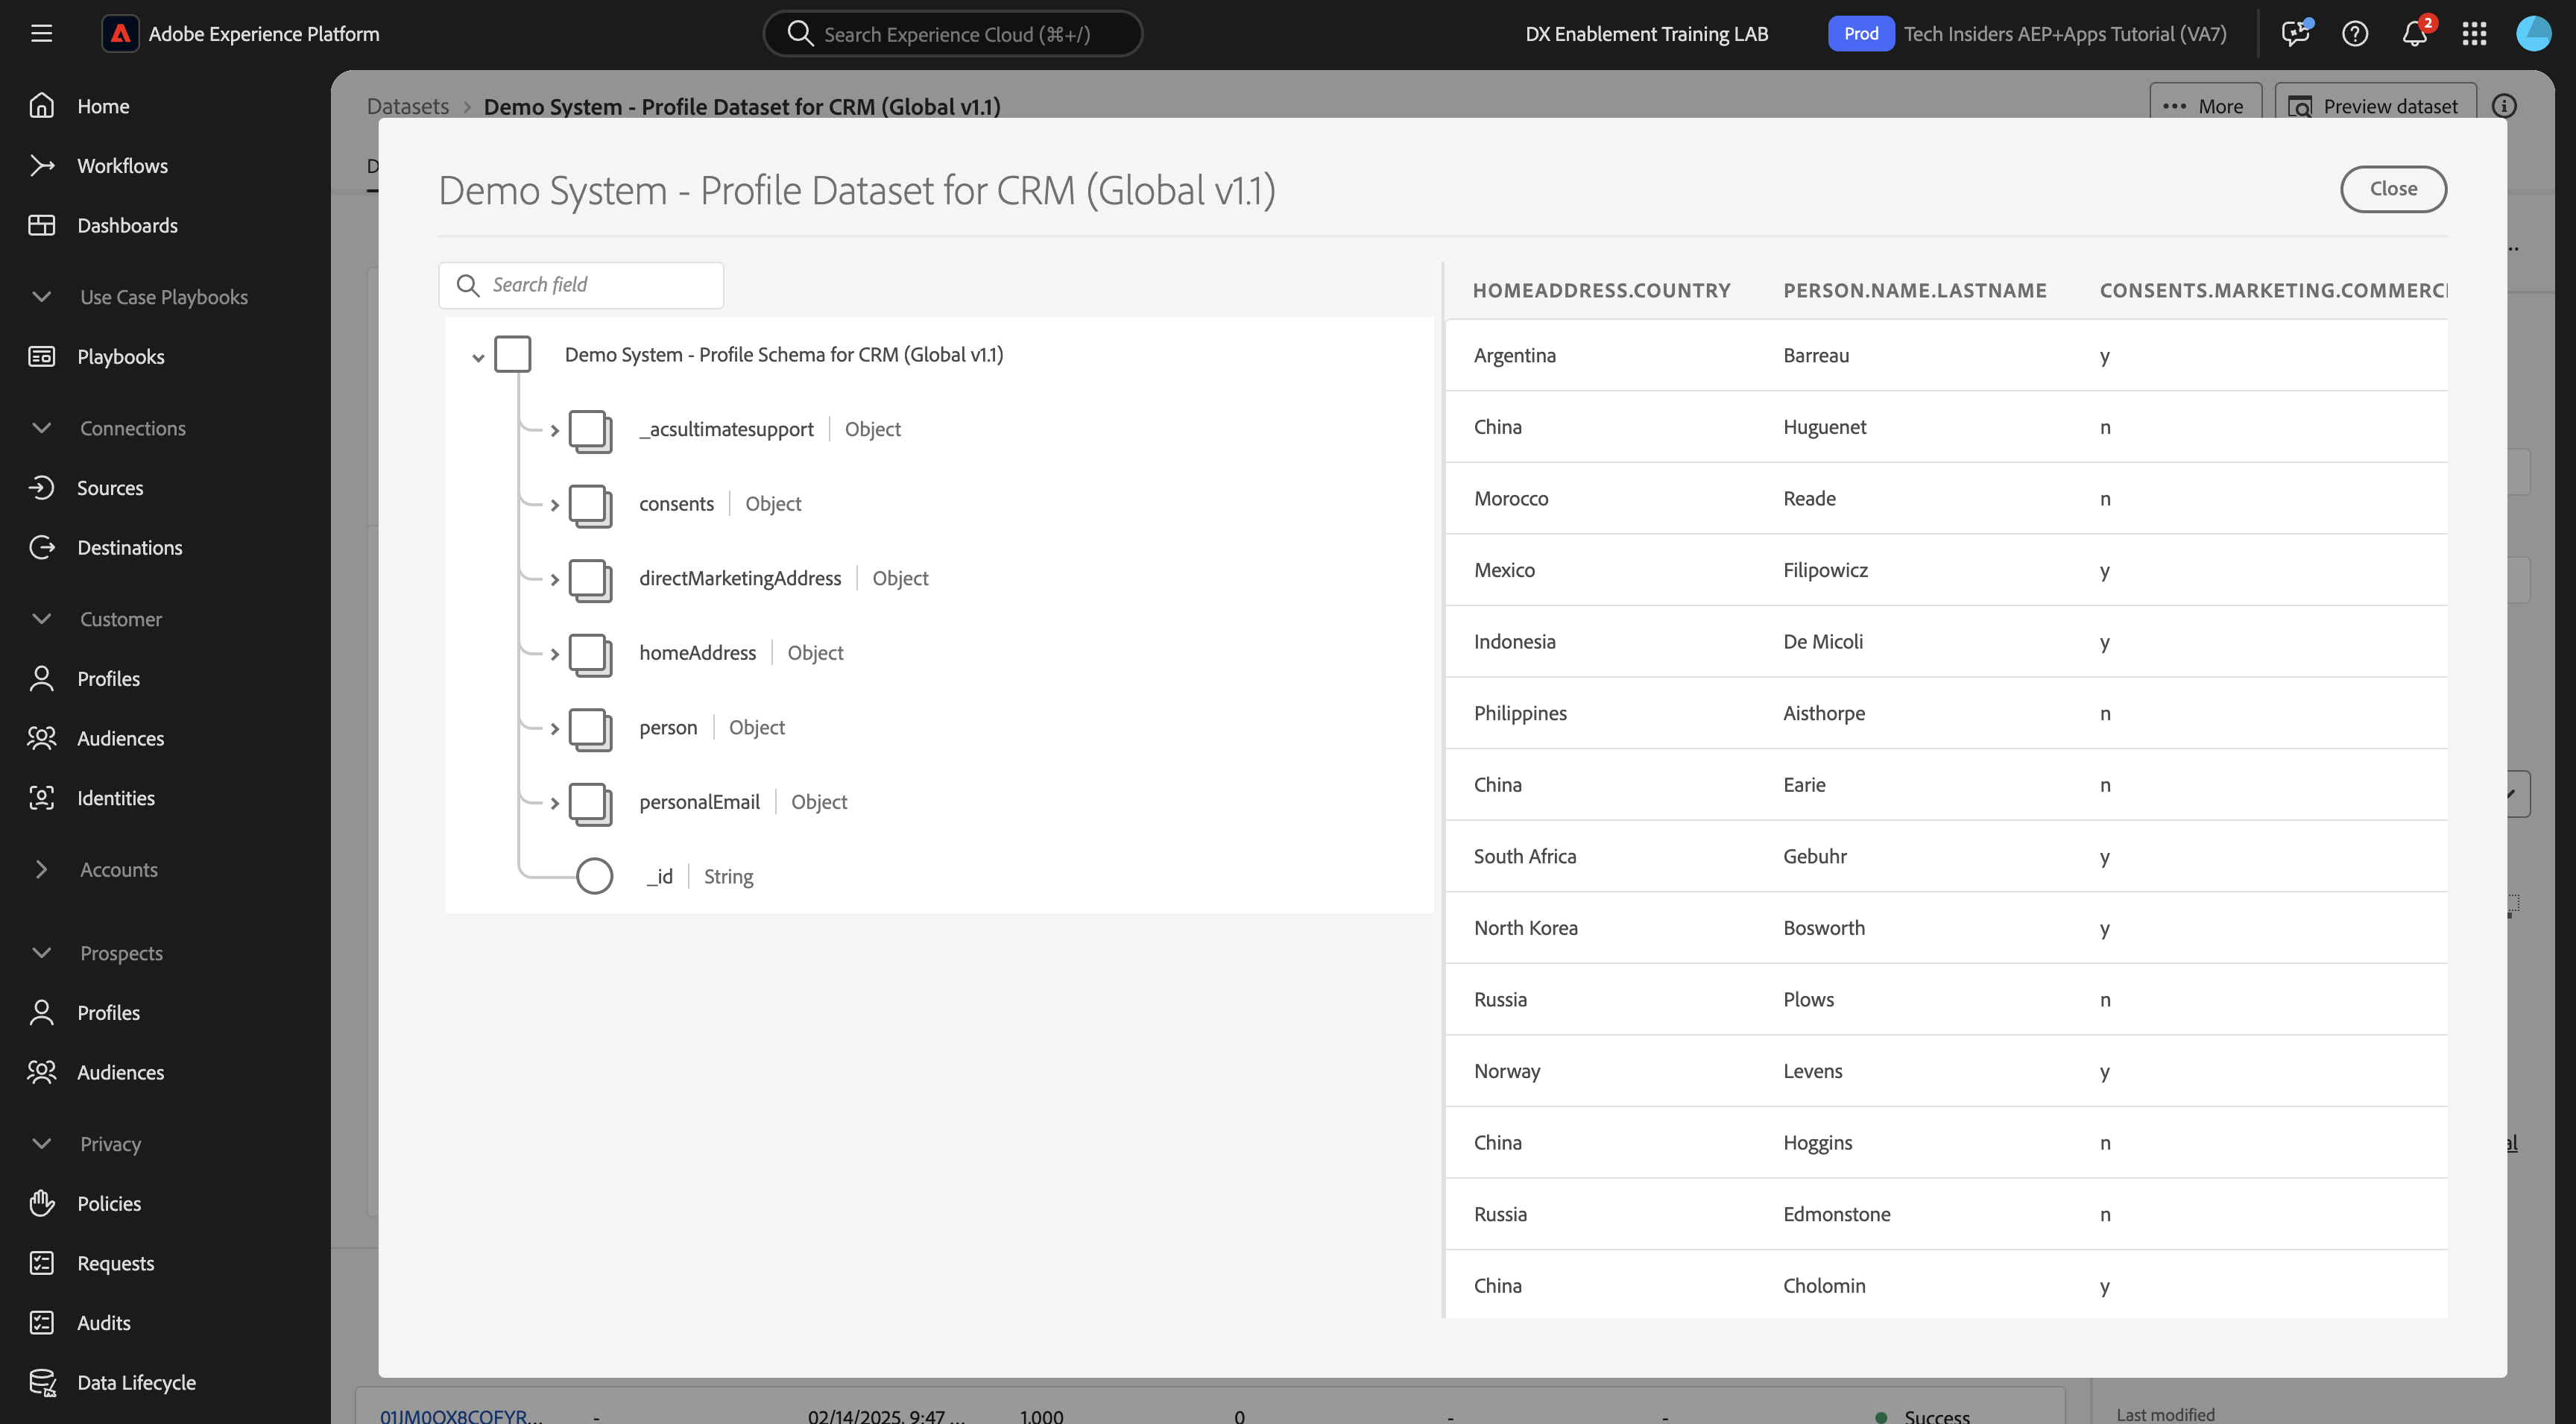 Adobe Experience Platform
Search Experience Cloud (⌘+/)
DX Enablement Training LAB
Prod
Tech Insiders AEP+Apps Tutorial (VA7)
2
Home
Workflows
Dashboards
Use Case Playbooks
Playbooks
Connections
Sources
Destinations
Customer
Profiles
Audiences
Identities
Accounts
Prospects
Profiles
Audiences
Privacy
Policies
Requests
Audits
Data Lifecycle
Datasets > Demo System - Profile Dataset for CRM (Global v1.1)
More
Preview dataset
D
Demo System - Profile Dataset for CRM (Global v1.1)
Close
Search field
Demo System - Profile Schema for CRM (Global v1.1)
_acsultimatesupport | Object
consents | Object
directMarketingAddress | Object
homeAddress | Object
person | Object
personalEmail | Object
_id | String
HOMEADDRESS.COUNTRY PERSON.NAME.LASTNAME CONSENTS.MARKETING.COMMERC
Argentina Barreau y
China Huguenet n
Morocco Reade n
Mexico Filipowicz y
Indonesia De Micoli y
Philippines Aisthorpe n
China Earie n
South Africa Gebuhr y
North Korea Bosworth y
Russia Plows n
Norway Levens y
China Hoggins n
Russia Edmonstone n
China Cholomin y
al
02/14/2025, 9:47 ... 1,000 0 - - Success
Last modified